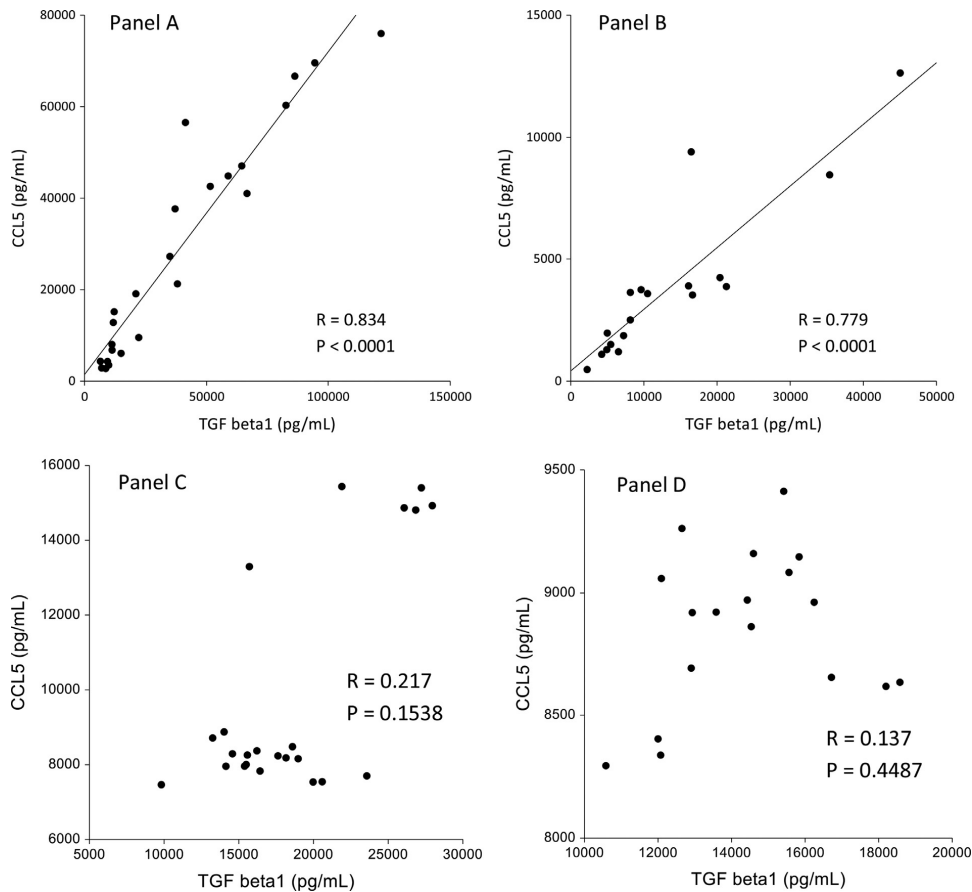 Panel A
CCL5 (pg/mL)
80000
60000
40000
20000
0
R = 0.834
P < 0.0001
0 50000 100000 150000
TGF beta1 (pg/mL)
Panel B
CCL5 (pg/mL)
15000
10000
5000
0
R = 0.779
P < 0.0001
0 10000 20000 30000 40000 50000
TGF beta1 (pg/mL)
Panel C
CCL5 (pg/mL)
16000
14000
12000
10000
8000
6000
R = 0.217
P = 0.1538
5000 10000 15000 20000 25000 30000
TGF beta1 (pg/mL)
Panel D
CCL5 (pg/mL)
9500
9000
8500
8000
R = 0.137
P = 0.4487
10000 12000 14000 16000 18000 20000
TGF beta1 (pg/mL)